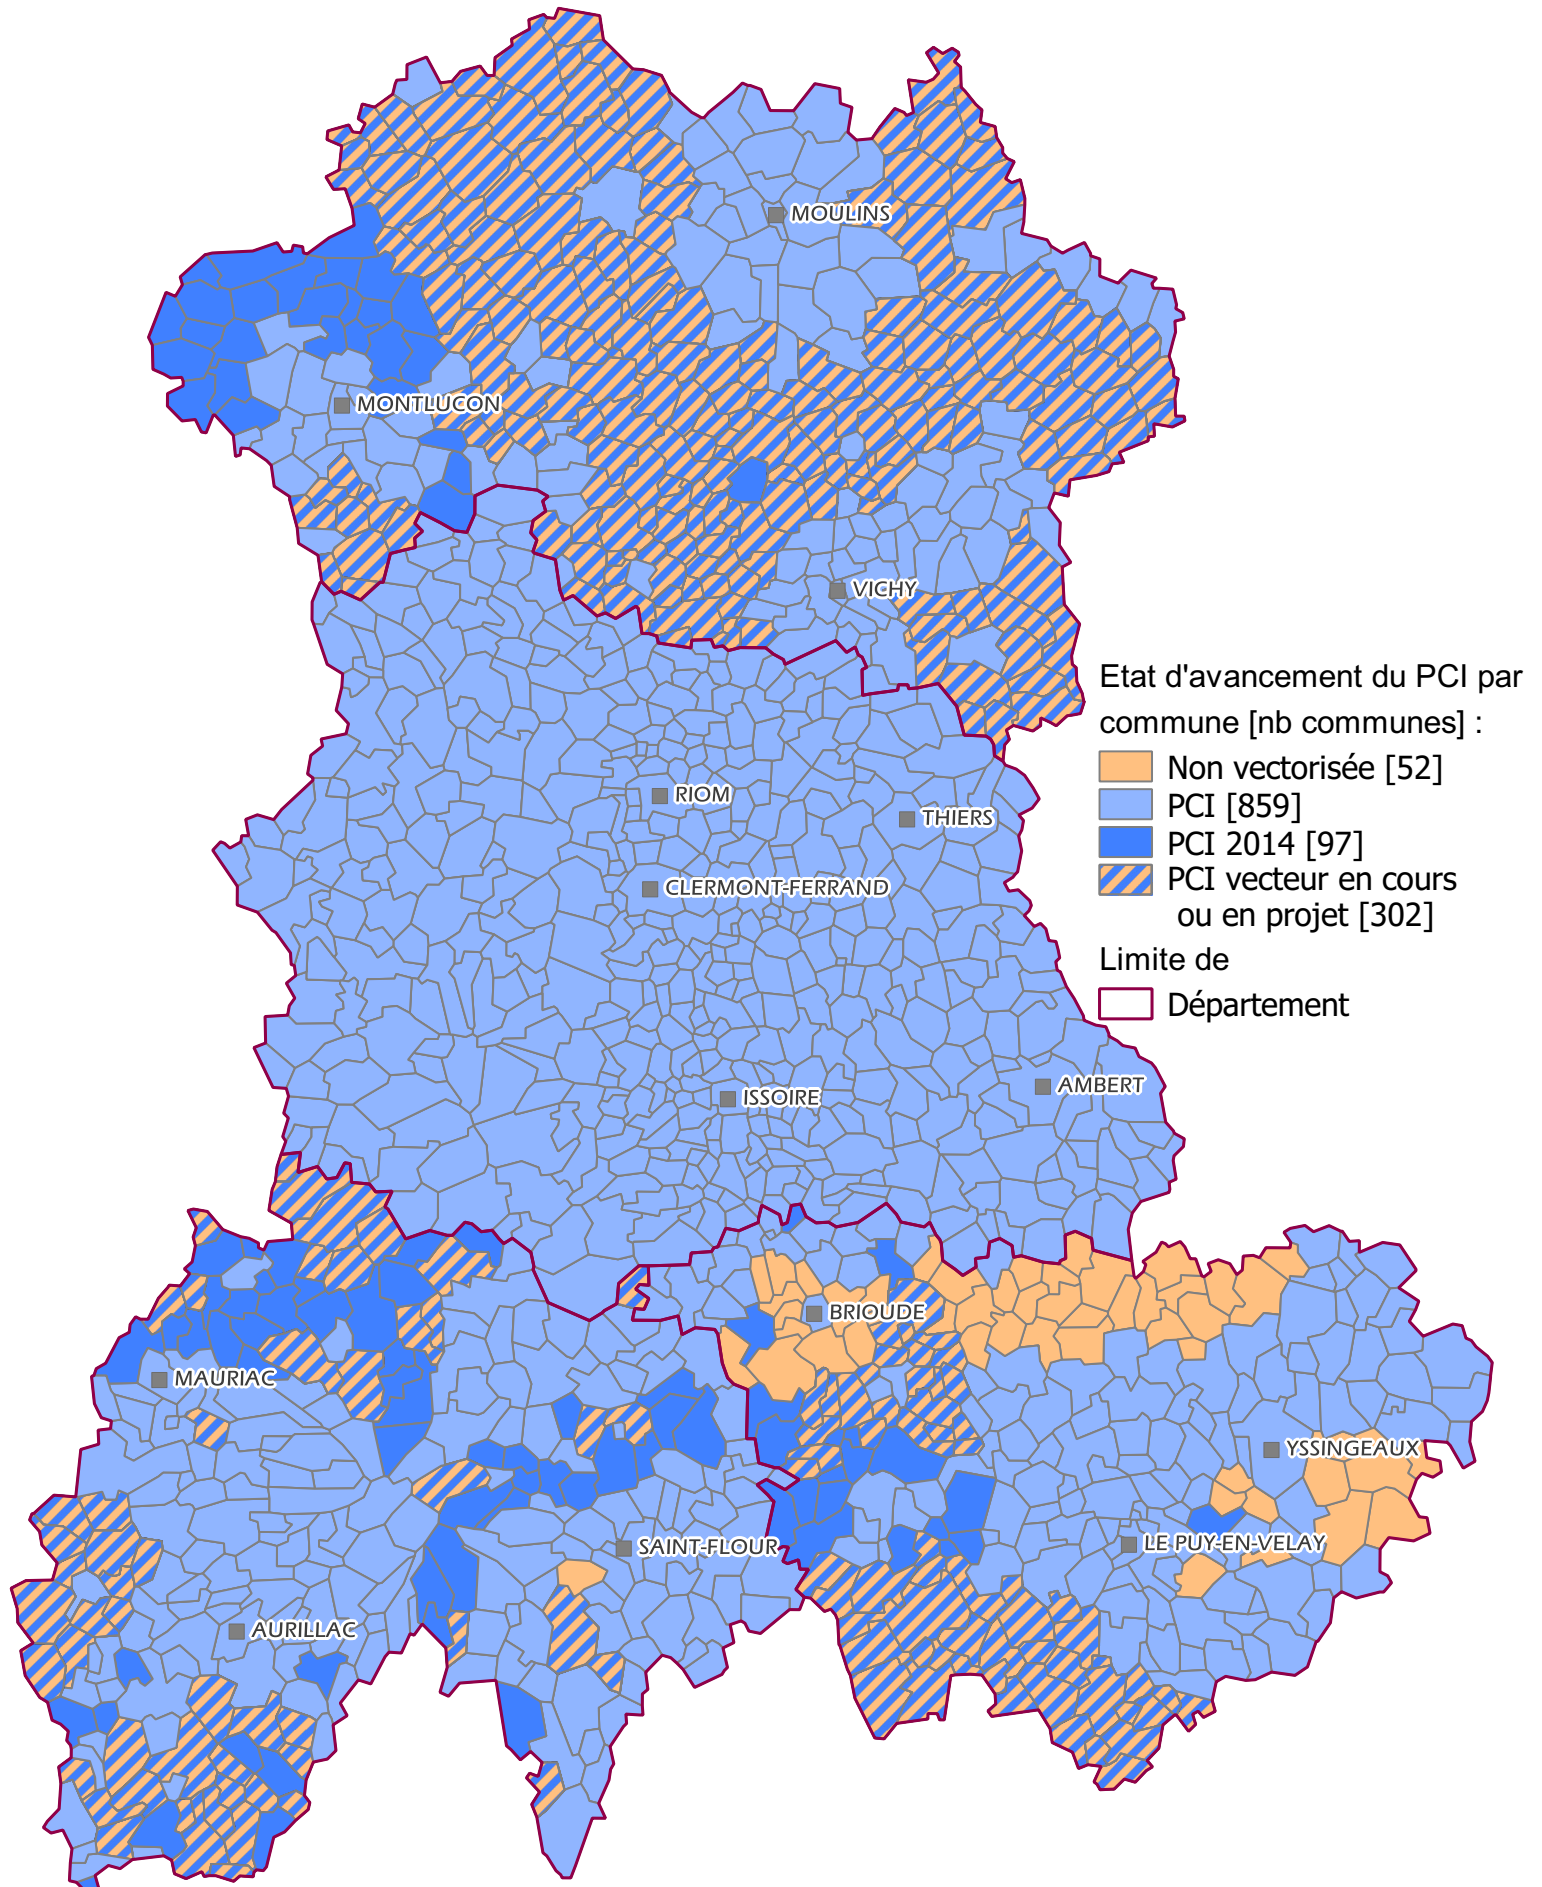 MOULINS
MONTLUCON
VICHY
Etat d'avancement du PCI par
commune [nb communes] :
Non vectorisée [52]
PCI [859]
PCI 2014 [97]
PCI vecteur en cours
ou en projet [302]
Limite de
Département
RIOM
THIERS
CLERMONT-FERRAND
AMBERT
ISSOIRE
BRIOUDE
MAURIAC
YSSINGEAUX
LE PUY-EN-VELAY
SAINT-FLOUR
AURILLAC